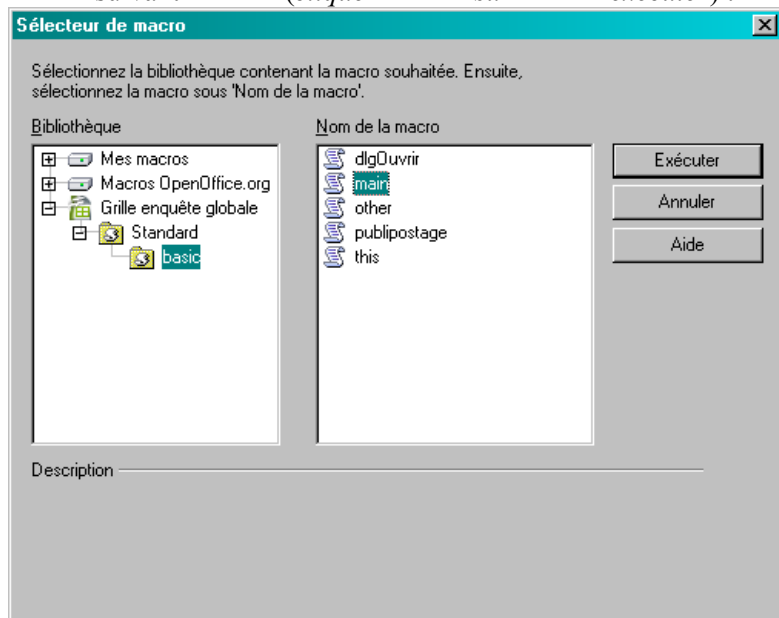 Sélecteur de macro
Sélectionnez la bibliothèque contenant la macro souhaitée. Ensuite,
sélectionnez la macro sous 'Nom de la macro'.
Bibliothèque
Nom de la macro
Mes macros
Macros OpenOffice.org
Grille enquête globale
Standard
basic
dlgOuvrir
main
other
publipostage
this
Exécuter
Annuler
Aide
Description